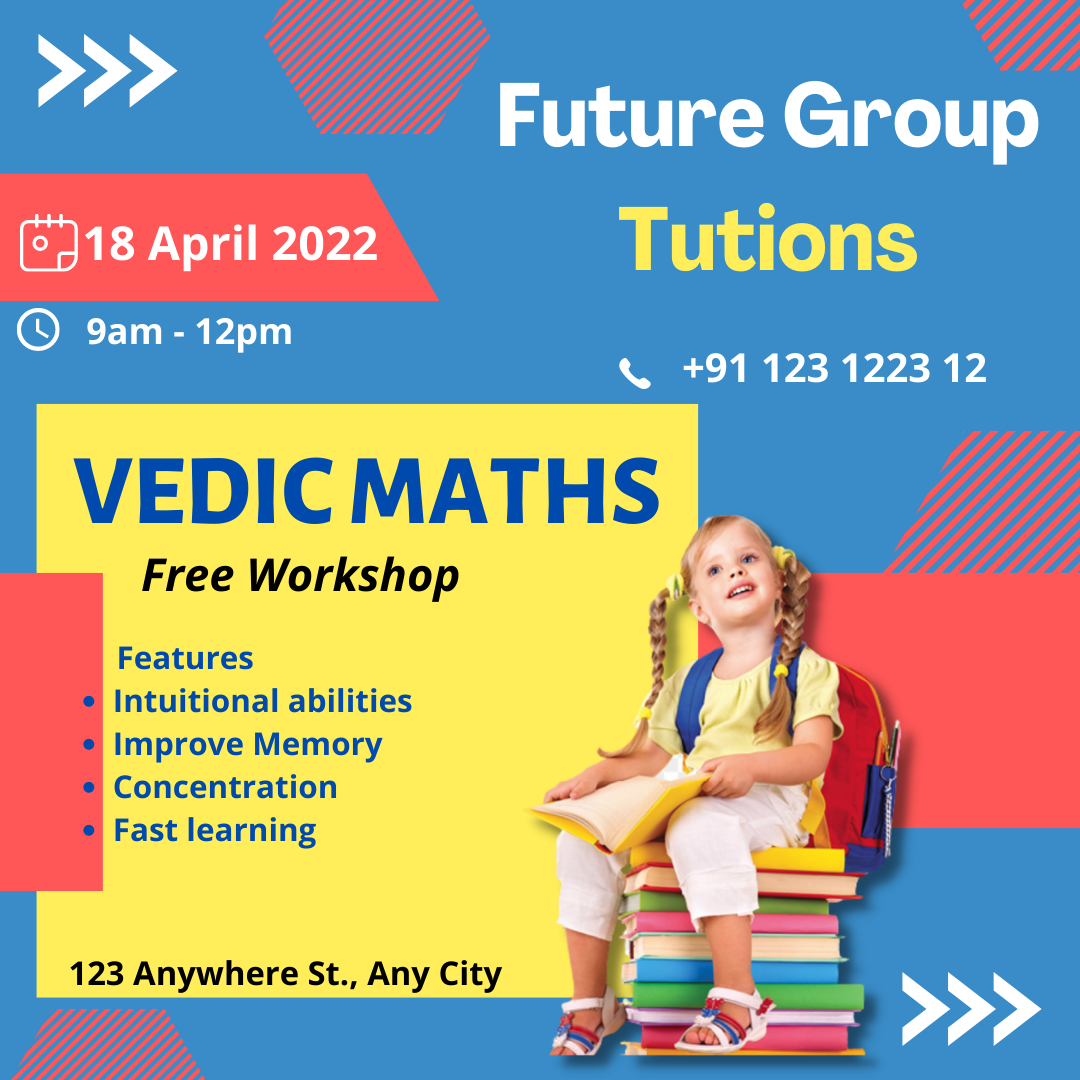 Future Group
Tutions
18 April 2022
9am - 12pm
+91 123 1223 12
VEDIC MATHS
Free Workshop
Features
• Intuitional abilities
• Improve Memory
• Concentration
• Fast learning
123 Anywhere St., Any City